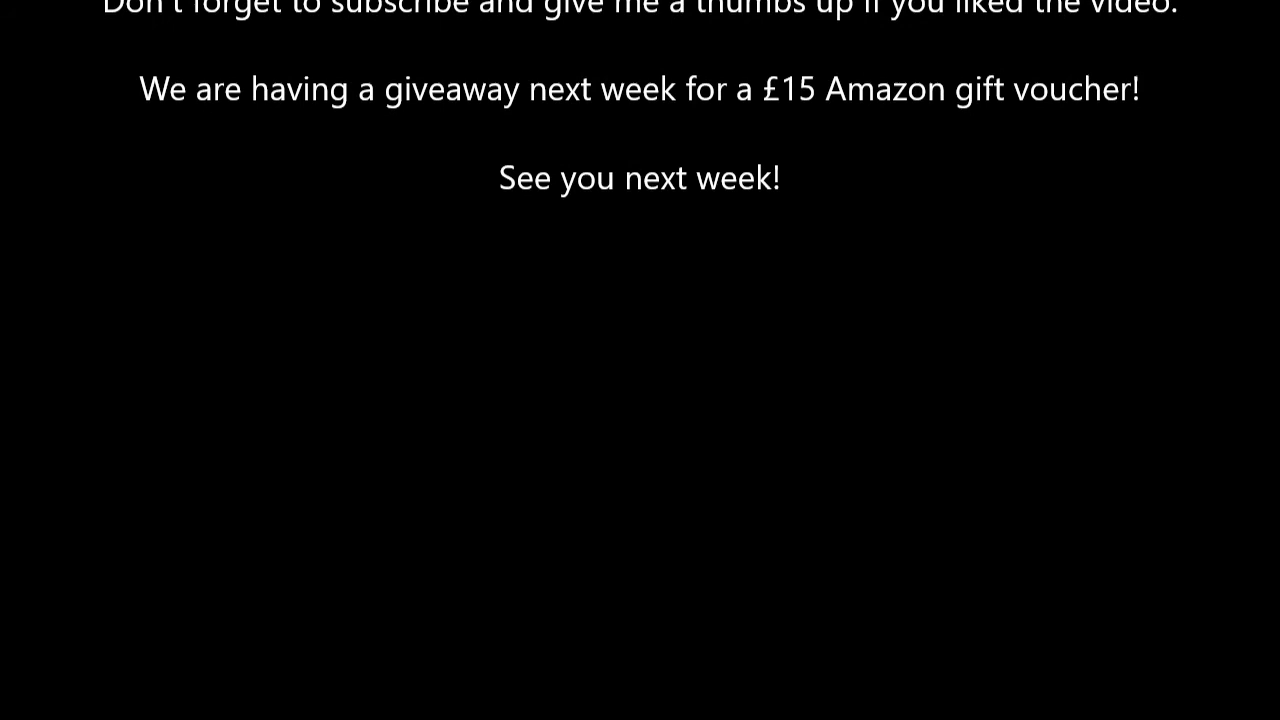 Don't forget to subscribe and give me a thumbs up if you liked the video.
We are having a giveaway next week for a £15 Amazon gift voucher!
See you next week!